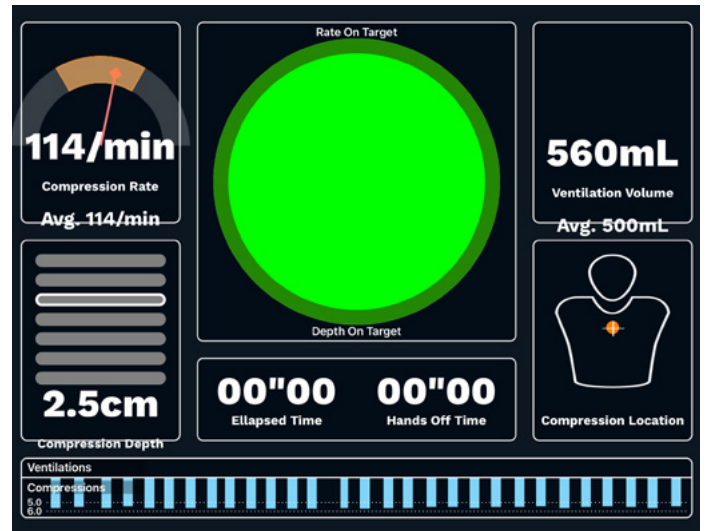 Rate On Target
114/min
Compression Rate
Avg. 114/min
560mL
Ventilation Volume
Avg. 500mL
Depth On Target
2.5cm
Compression Depth
00"00
Ellapsed Time
00"00
Hands Off Time
Compression Location
Ventilations
Compressions
5.0
6.0